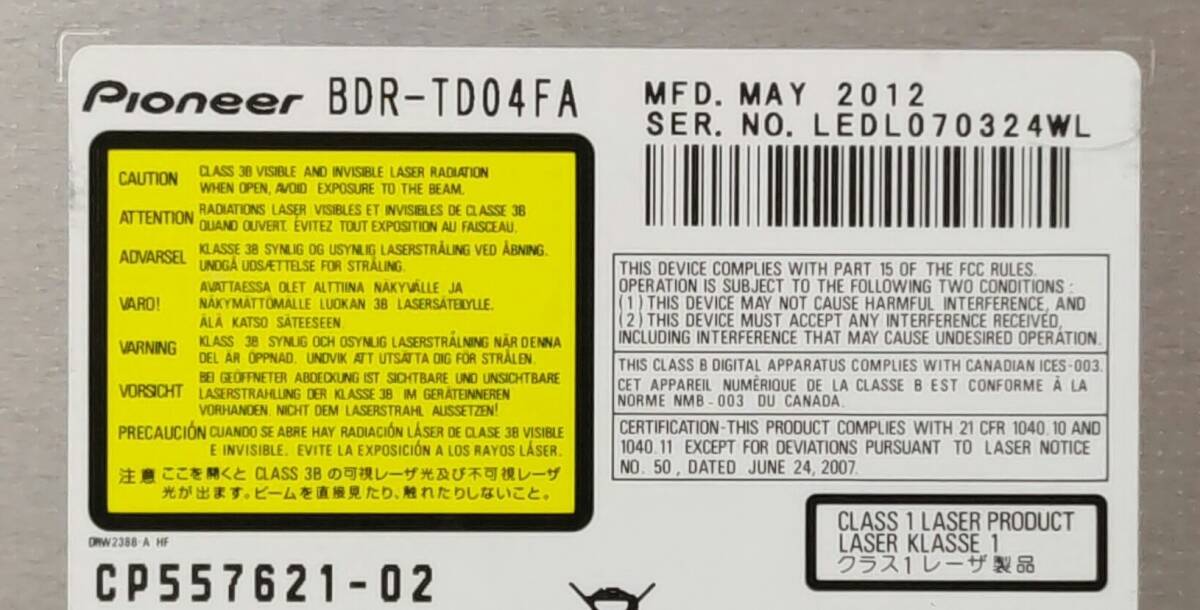 Pioneer BDR-TD04FA
MFD. MAY 2012
SER. NO. LEDL070324WL
CAUTION CLASS 3B VISIBLE AND INVISIBLE LASER RADIATION
WHEN OPEN, AVOID EXPOSURE TO THE BEAM.
ATTENTION RADIATIONS LASER VISIBLES ET INVISIBLES DE CLASSE 3B
QUAND OUVERT. EVITEZ TOUT EXPOSITION AU FAISCEAU.
ADVARSEL KLASSE 3B SYNLIG OG USYNLIG LASERSTRÅLING VED ÅBNING.
UNDGÅ UDSÆTTELSE FOR STRÅLING.
VARO! AVATTAESSA OLET ALTTIINA NÄKYVÄLLE JA
NÄKYMÄTTÖMÄLLE LUOKAN 3B LASERSÄTEILYLLE.
ÄLÄ KATSO SÄTEESEEN.
VARNING KLASS 3B SYNLIG OCH OSYNLIG LASERSTRÅLNING NÄR DENNA
DEL ÄR ÖPPNAD. UNDVIK ATT UTSÄTTA DIG FÖR STRÅLEN.
VORSICHT BEI GEÖFFNETER ABDECKUNG IST SICHTBARE UND UNSICHTBARE
LASERSTRAHLUNG DER KLASSE 3B IM GERÄTEINNEREN
VORHANDEN. NICHT DEM LASERSTRAHL AUSSETZEN!
PRECAUCIÓN CUANDO SE ABRE HAY RADIACIÓN LÁSER DE CLASE 3B VISIBLE
E INVISIBLE. EVITE LA EXPOSICIÓN A LOS RAYOS LÁSER.
注意 ここを開くと CLASS 3B の可視レーザ光及び不可視レーザ
光が出ます。ビームを直接見たり、触れたりしないこと。
DRW2388-A HF
CP557621-02
THIS DEVICE COMPLIES WITH PART 15 OF THE FCC RULES.
OPERATION IS SUBJECT TO THE FOLLOWING TWO CONDITIONS :
(1) THIS DEVICE MAY NOT CAUSE HARMFUL INTERFERENCE, AND
(2) THIS DEVICE MUST ACCEPT ANY INTERFERENCE RECEIVED,
INCLUDING INTERFERENCE THAT MAY CAUSE UNDESIRED OPERATION.
THIS CLASS B DIGITAL APPARATUS COMPLIES WITH CANADIAN ICES-003.
CET APPAREIL NUMÉRIQUE DE LA CLASSE B EST CONFORME À LA
NORME NMB-003 DU CANADA.
CERTIFICATION-THIS PRODUCT COMPLIES WITH 21 CFR 1040.10 AND
1040.11 EXCEPT FOR DEVIATIONS PURSUANT TO LASER NOTICE
NO. 50, DATED JUNE 24, 2007.
CLASS 1 LASER PRODUCT
LASER KLASSE 1
クラス1レーザ製品